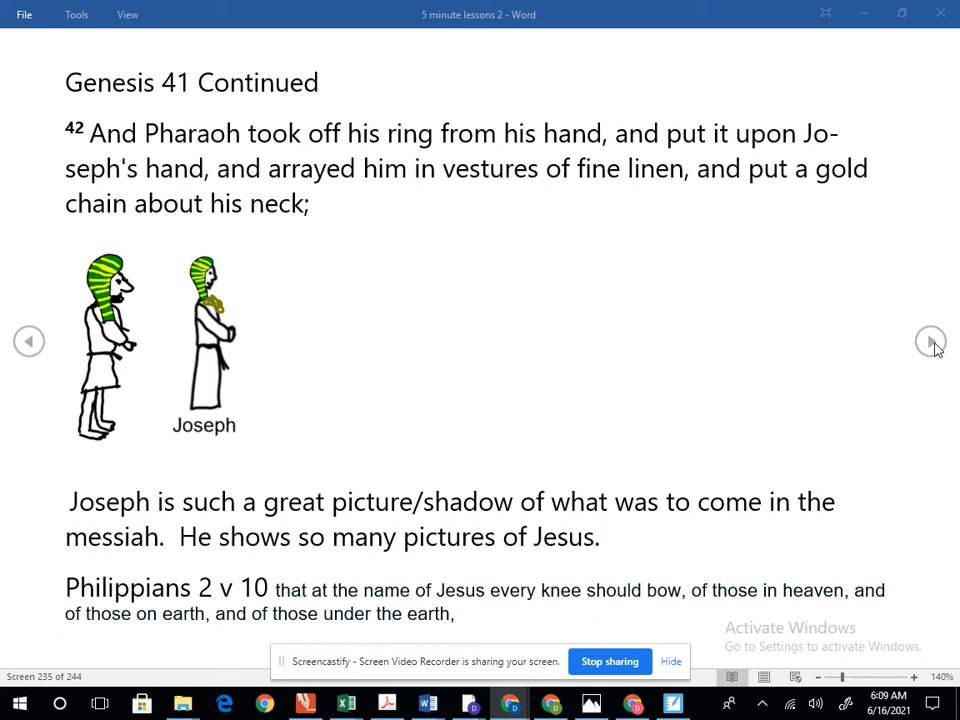 File Tools View 5 minute lessons 2 - Word
Genesis 41 Continued
42 And Pharaoh took off his ring from his hand, and put it upon Jo-
seph's hand, and arrayed him in vestures of fine linen, and put a gold
chain about his neck;
Joseph
Joseph is such a great picture/shadow of what was to come in the
messiah.  He shows so many pictures of Jesus.
Philippians 2 v 10 that at the name of Jesus every knee should bow, of those in heaven, and
of those on earth, and of those under the earth,
Activate Windows
Go to Settings to activate Windows.
Screencastify - Screen Video Recorder is sharing your screen. Stop sharing Hide
Screen 235 of 244 140%
6:09 AM
6/16/2021